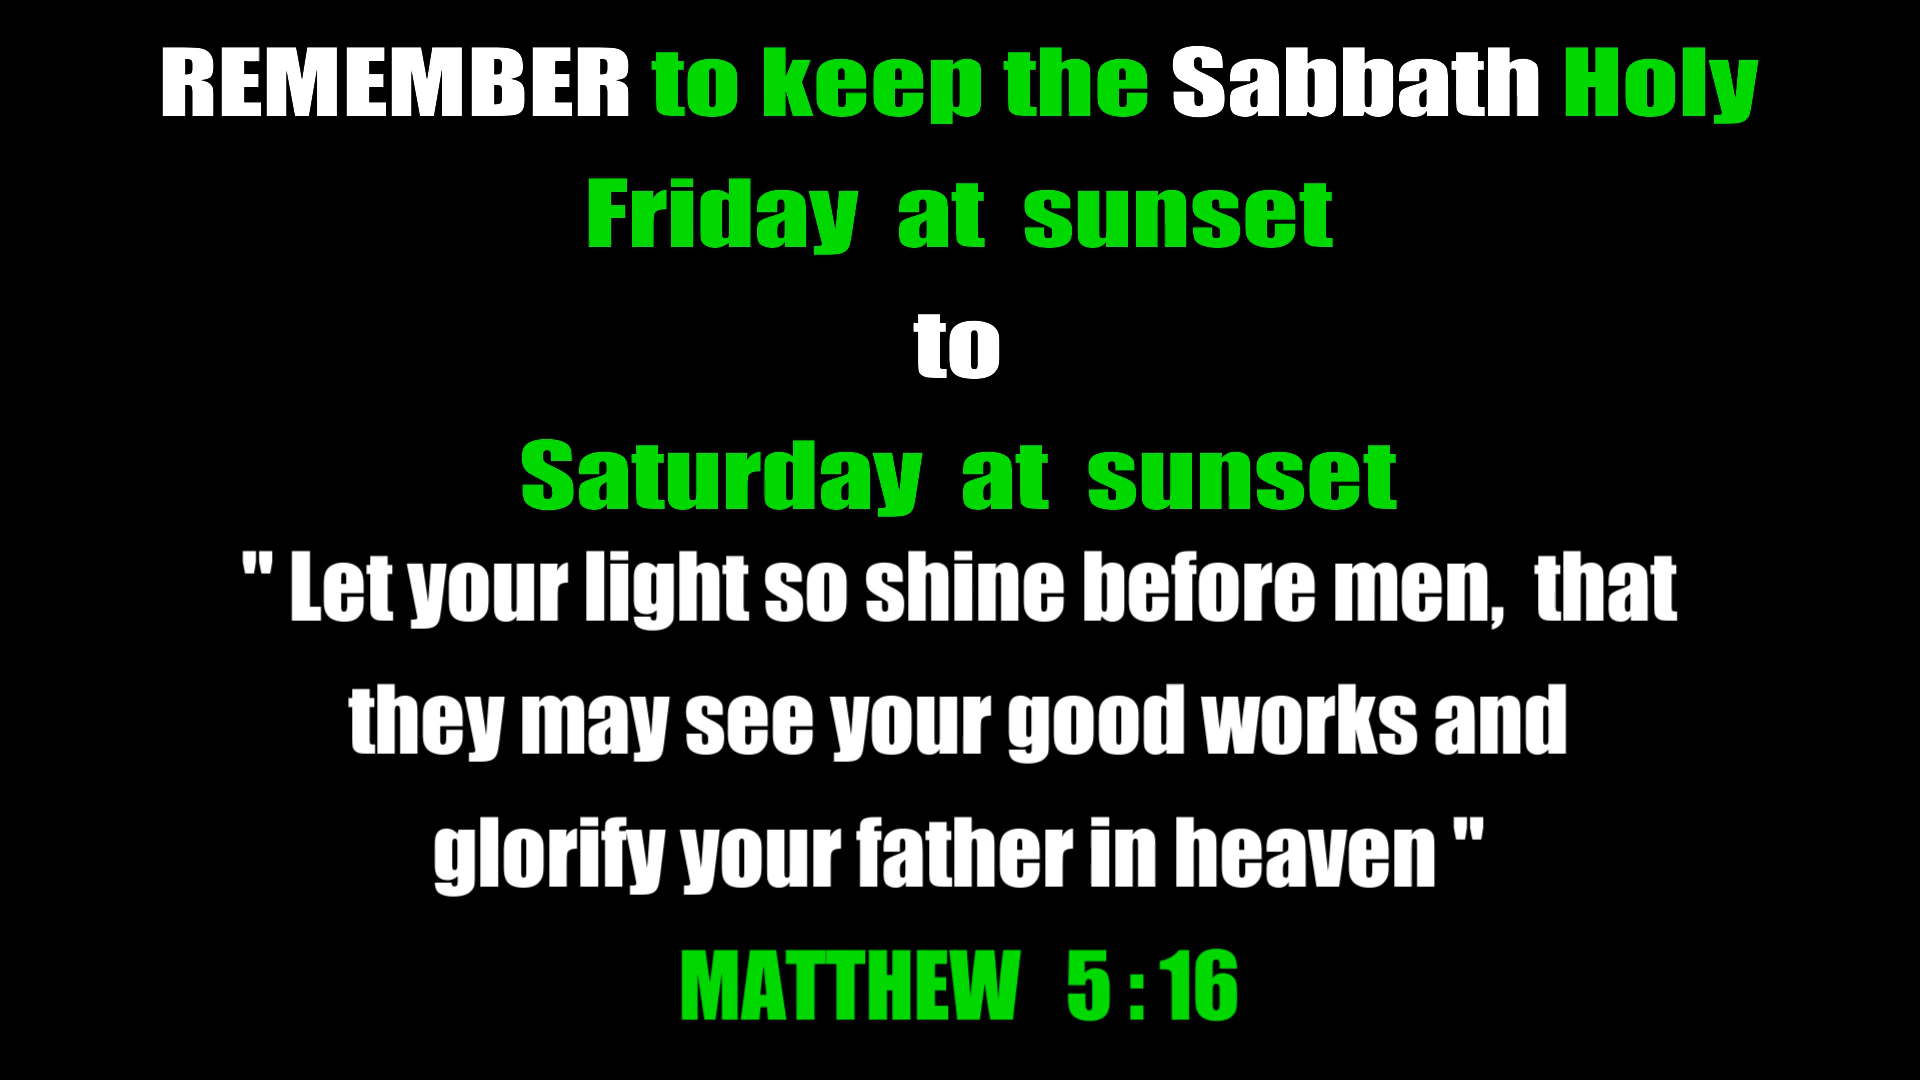 REMEMBER to keep the Sabbath Holy
Friday at sunset
to
Saturday at sunset
" Let your light so shine before men, that
they may see your good works and
glorify your father in heaven "
MATTHEW 5 : 16